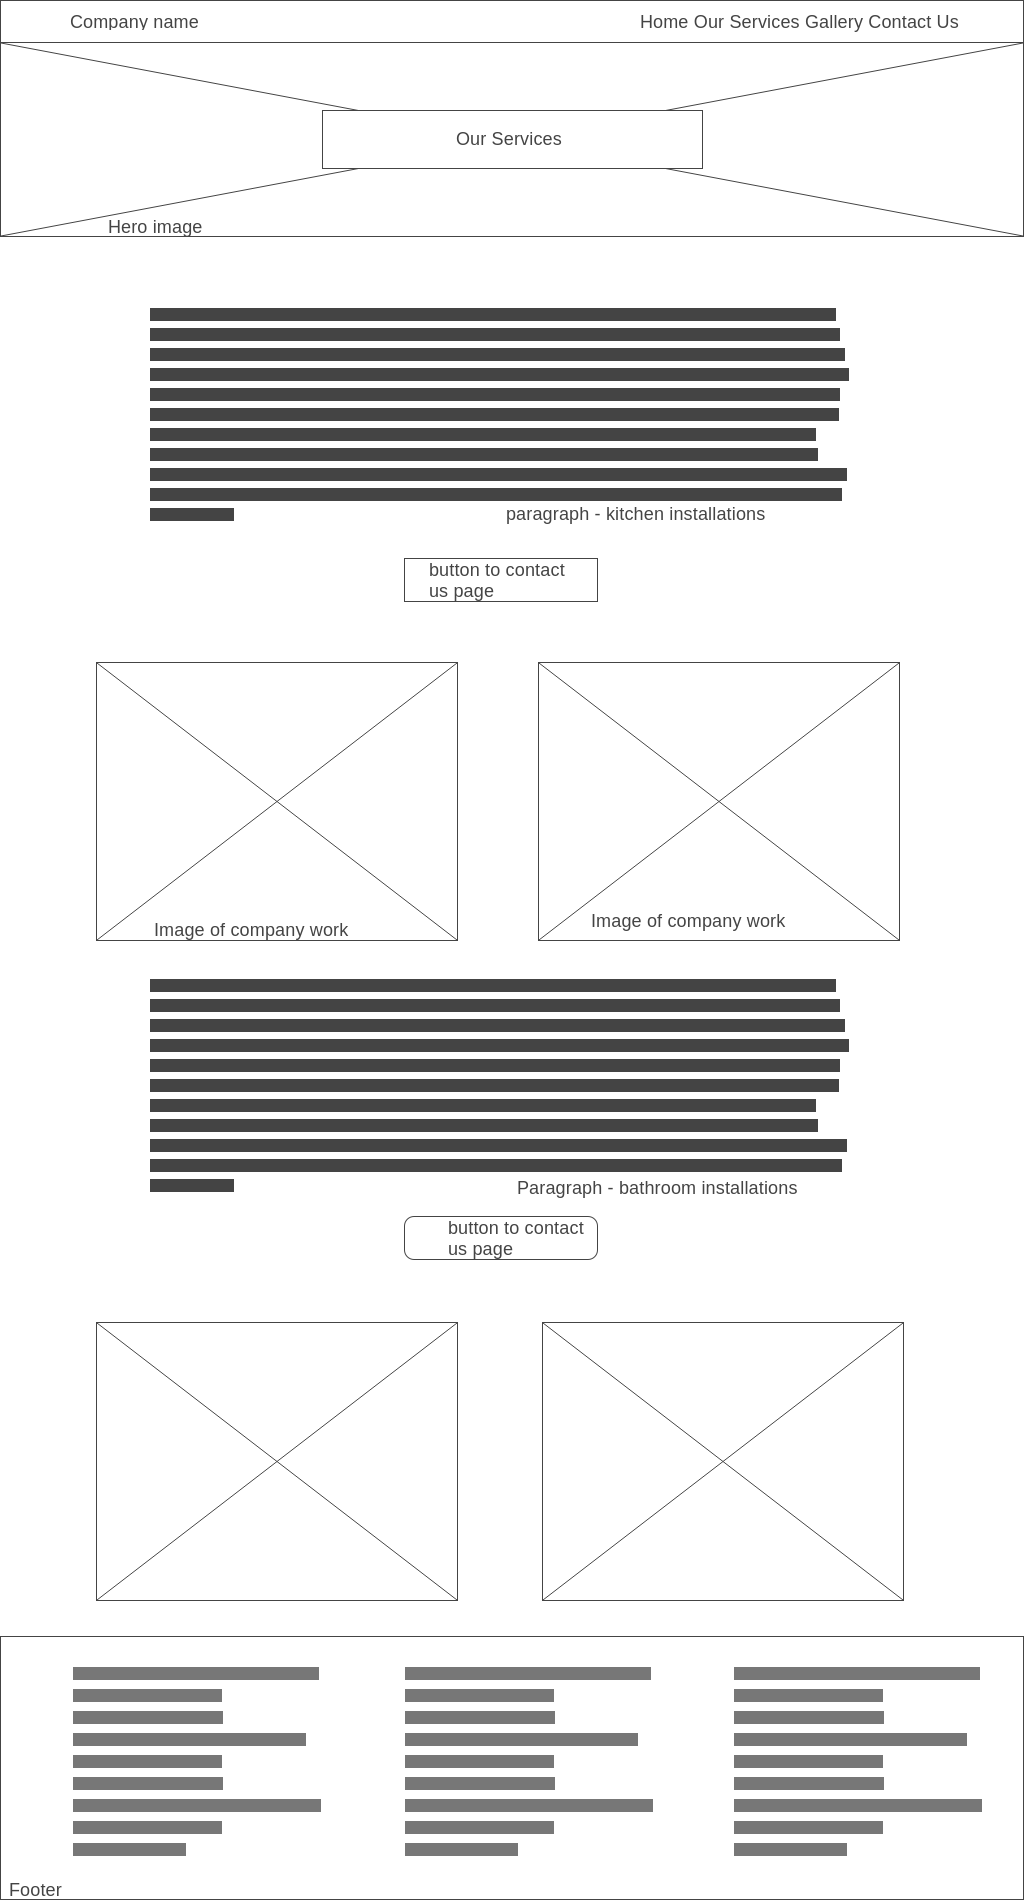 Company name
Home Our Services Gallery Contact Us
Our Services
Hero image
paragraph - kitchen installations
button to contact
us page
Image of company work
Image of company work
Paragraph - bathroom installations
button to contact
us page
Footer